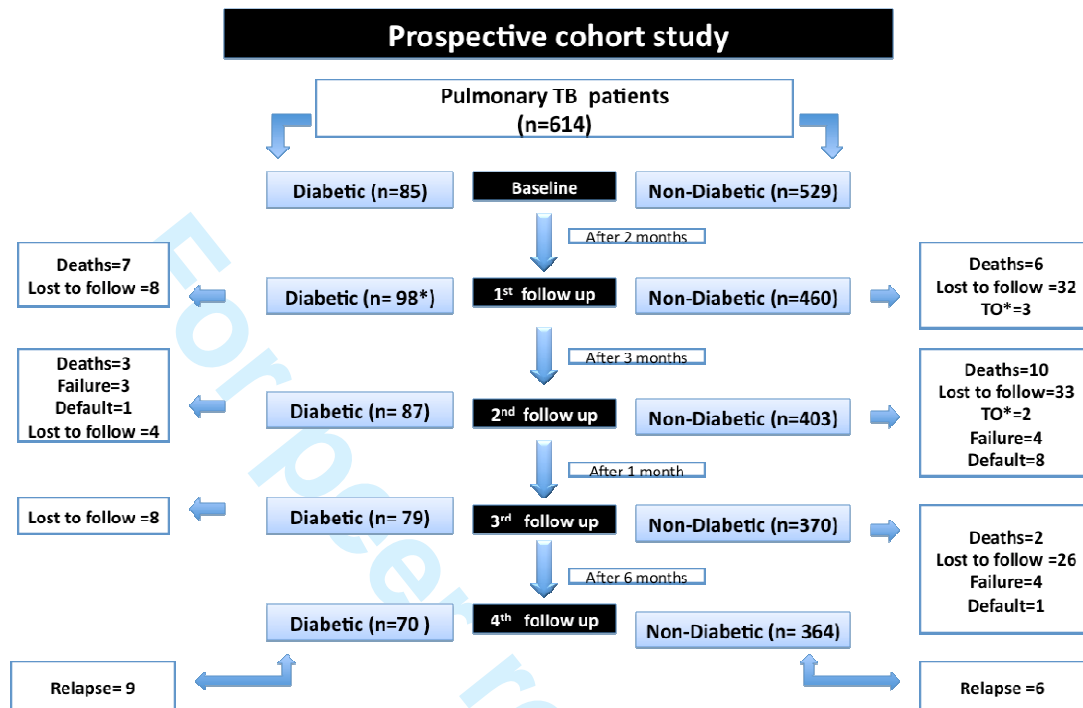 Prospective cohort study
Pulmonary TB patients
(n=614)
Diabetic (n=85)
Baseline
Non-Diabetic (n=529)
After 2 months
Deaths=7
Lost to follow =8
Diabetic (n= 98*)
1st follow up
Non-Diabetic (n=460)
Deaths=6
Lost to follow =32
TO*=3
After 3 months
Deaths=3
Failure=3
Default=1
Lost to follow =4
Diabetic (n= 87)
2nd follow up
Non-Diabetic (n=403)
Deaths=10
Lost to follow=33
TO*=2
Failure=4
Default=8
After 1 month
Lost to follow =8
Diabetic (n= 79)
3rd follow up
Non-DIabetic (n=370)
Deaths=2
Lost to follow =26
Failure=4
Default=1
After 6 months
Diabetic (n=70 )
4th follow up
Non-Diabetic (n= 364)
Relapse= 9
Relapse =6
For peer re